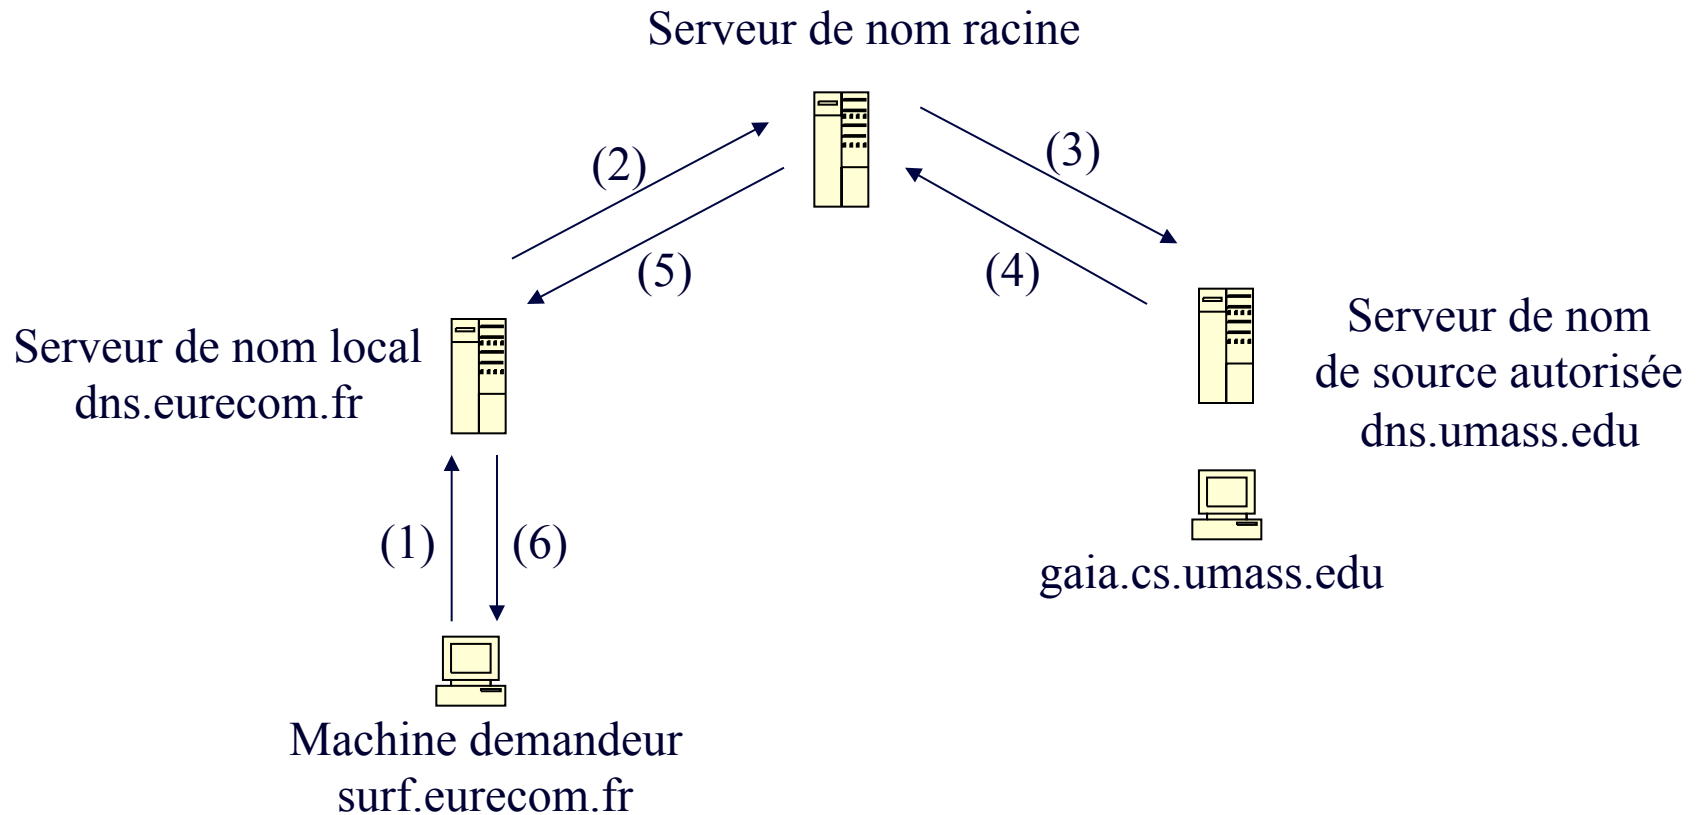 Serveur de nom racine
(2)
(3)
(5)
(4)
Serveur de nom local
dns.eurecom.fr
Serveur de nom
de source autorisée
dns.umass.edu
(1)
(6)
gaia.cs.umass.edu
Machine demandeur
surf.eurecom.fr